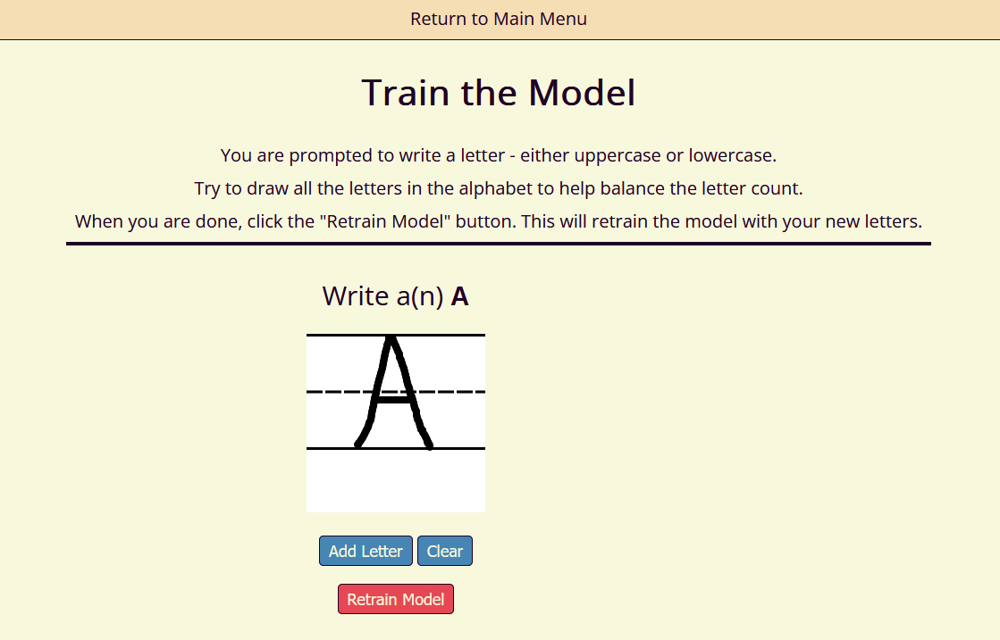 Return to Main Menu
Train the Model
You are prompted to write a letter - either uppercase or lowercase.
Try to draw all the letters in the alphabet to help balance the letter count.
When you are done, click the "Retrain Model" button. This will retrain the model with your new letters.
Write a(n) A
A
Add Letter Clear
Retrain Model